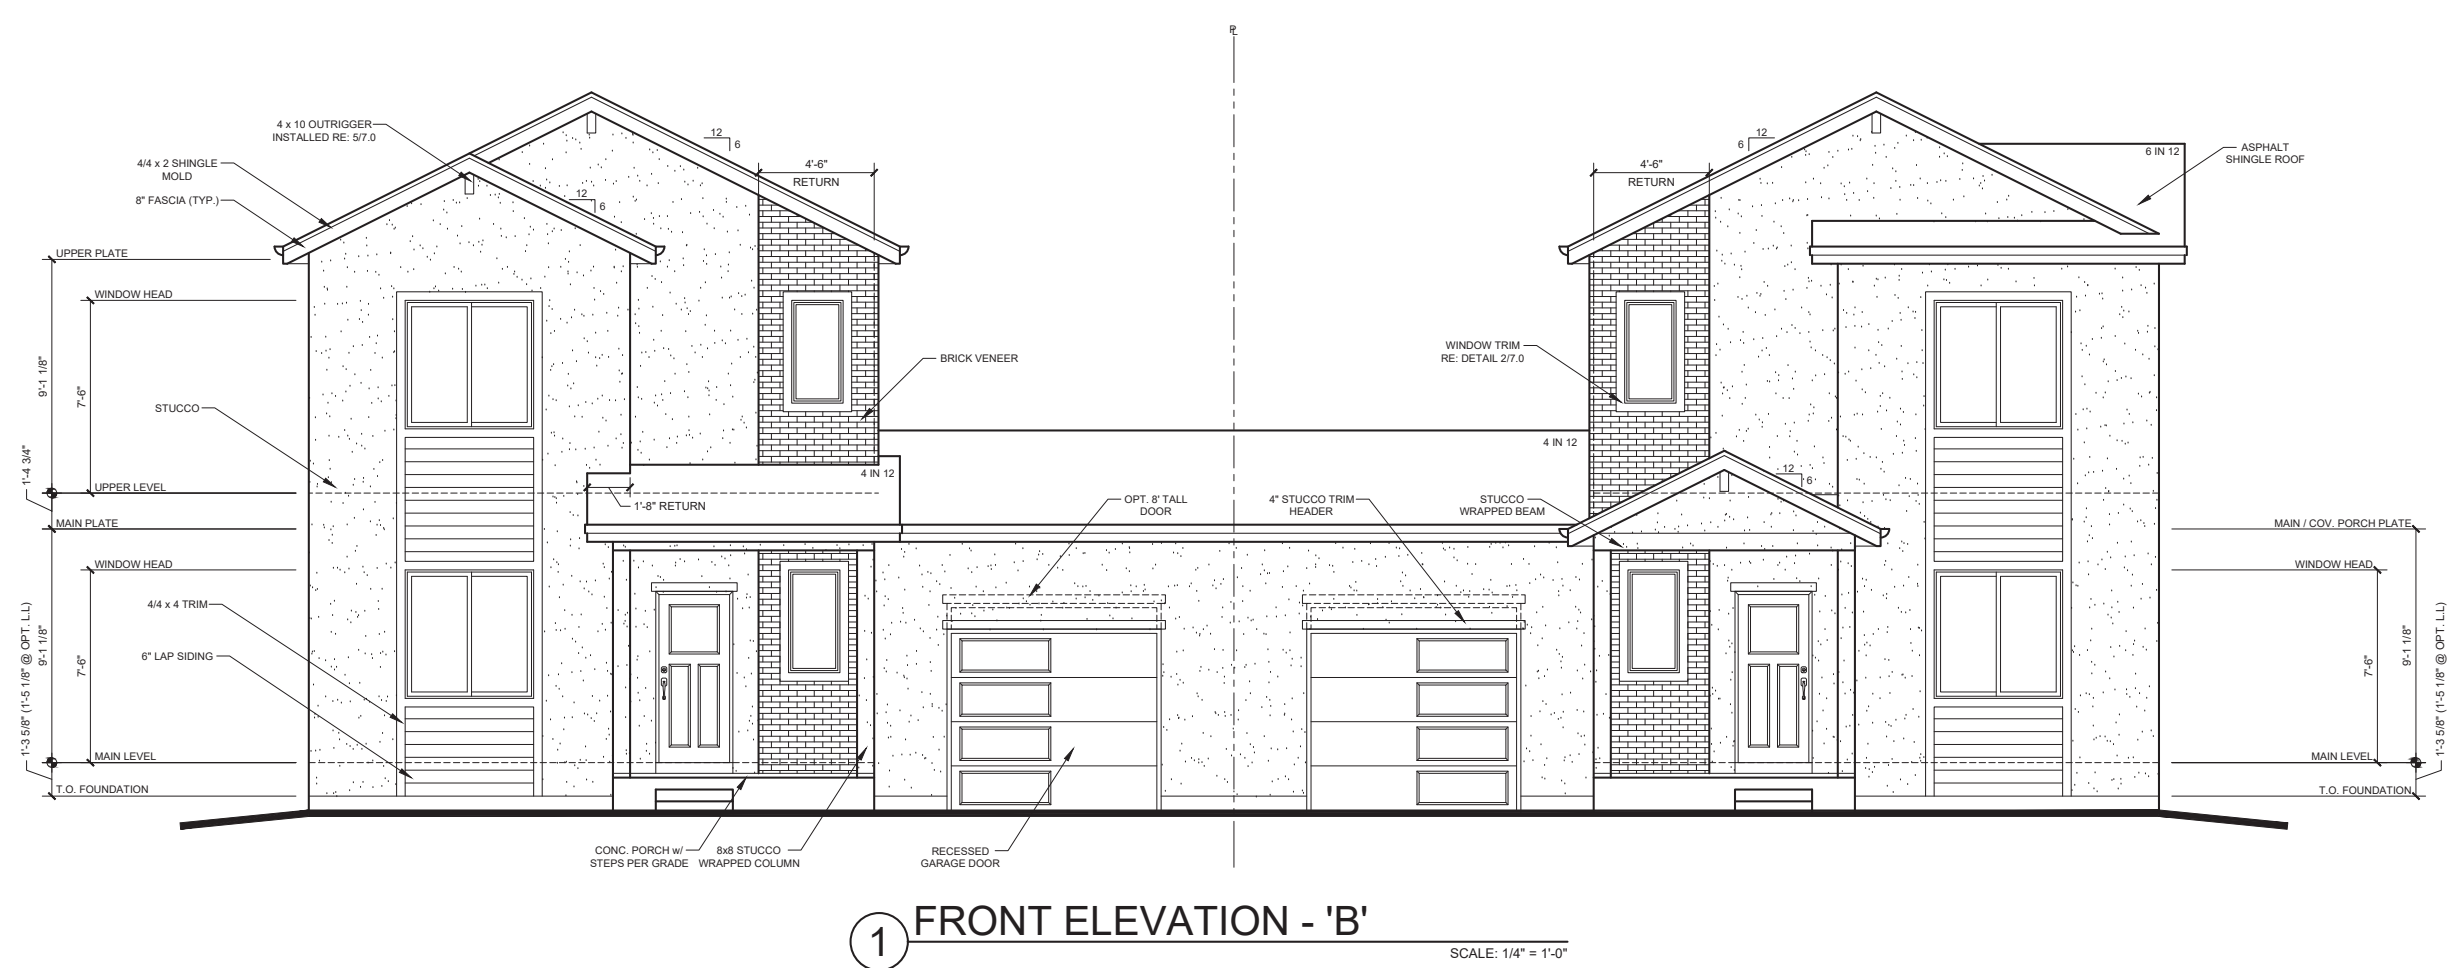 PL
4 x 10 OUTRIGGER
INSTALLED RE: 5/7.0
4/4 x 2 SHINGLE
MOLD
8" FASCIA (TYP.)
UPPER PLATE
WINDOW HEAD
9'-1 1/8"
7'-6"
STUCCO
1'-4 3/4"
UPPER LEVEL
MAIN PLATE
WINDOW HEAD
4/4 x 4 TRIM
9'-1 1/8"
7'-6"
6" LAP SIDING
1'-3 5/8" (1'-5 1/8" @ OPT. L.L)
MAIN LEVEL
T.O. FOUNDATION
12
6
12
6
4'-6"
RETURN
BRICK VENEER
4 IN 12
1'-8" RETURN
CONC. PORCH w/
STEPS PER GRADE
8x8 STUCCO
WRAPPED COLUMN
RECESSED
GARAGE DOOR
OPT. 8' TALL
DOOR
4" STUCCO TRIM
HEADER
STUCCO
WRAPPED BEAM
WINDOW TRIM
RE: DETAIL 2/7.0
4 IN 12
4'-6"
RETURN
12
6
6 IN 12
ASPHALT
SHINGLE ROOF
12
6
MAIN / COV. PORCH PLATE
WINDOW HEAD
7'-6"
9'-1 1/8"
1'-3 5/8" (1'-5 1/8" @ OPT. L.L)
MAIN LEVEL
T.O. FOUNDATION
1
FRONT ELEVATION - 'B'
SCALE: 1/4" = 1'-0"